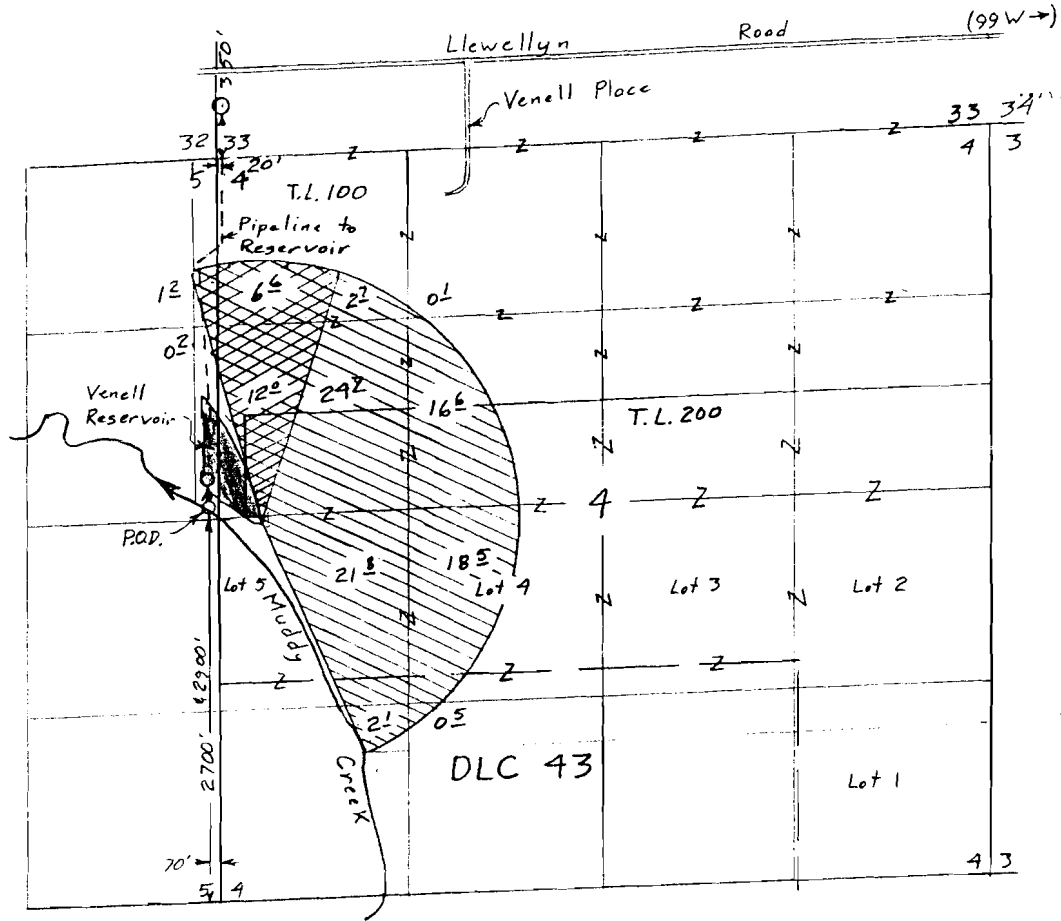 Llewellyn Road (99W→)
350'
Venell Place
32 33
33 34
5 4 20'
4 3
T.L. 100
Pipeline to
Reservoir
1 2
6 6
2 7
0 1
0 2
Venell
Reservoir
12 0
24 7
16 6
T.L. 200
4
P.O.D.
Lot 5
21 8
18 5
Lot 4
Lot 3
Lot 2
Muddy
Creek
2900'
2700'
2 1
0 5
DLC 43
Lot 1
70'
5 4
4 3